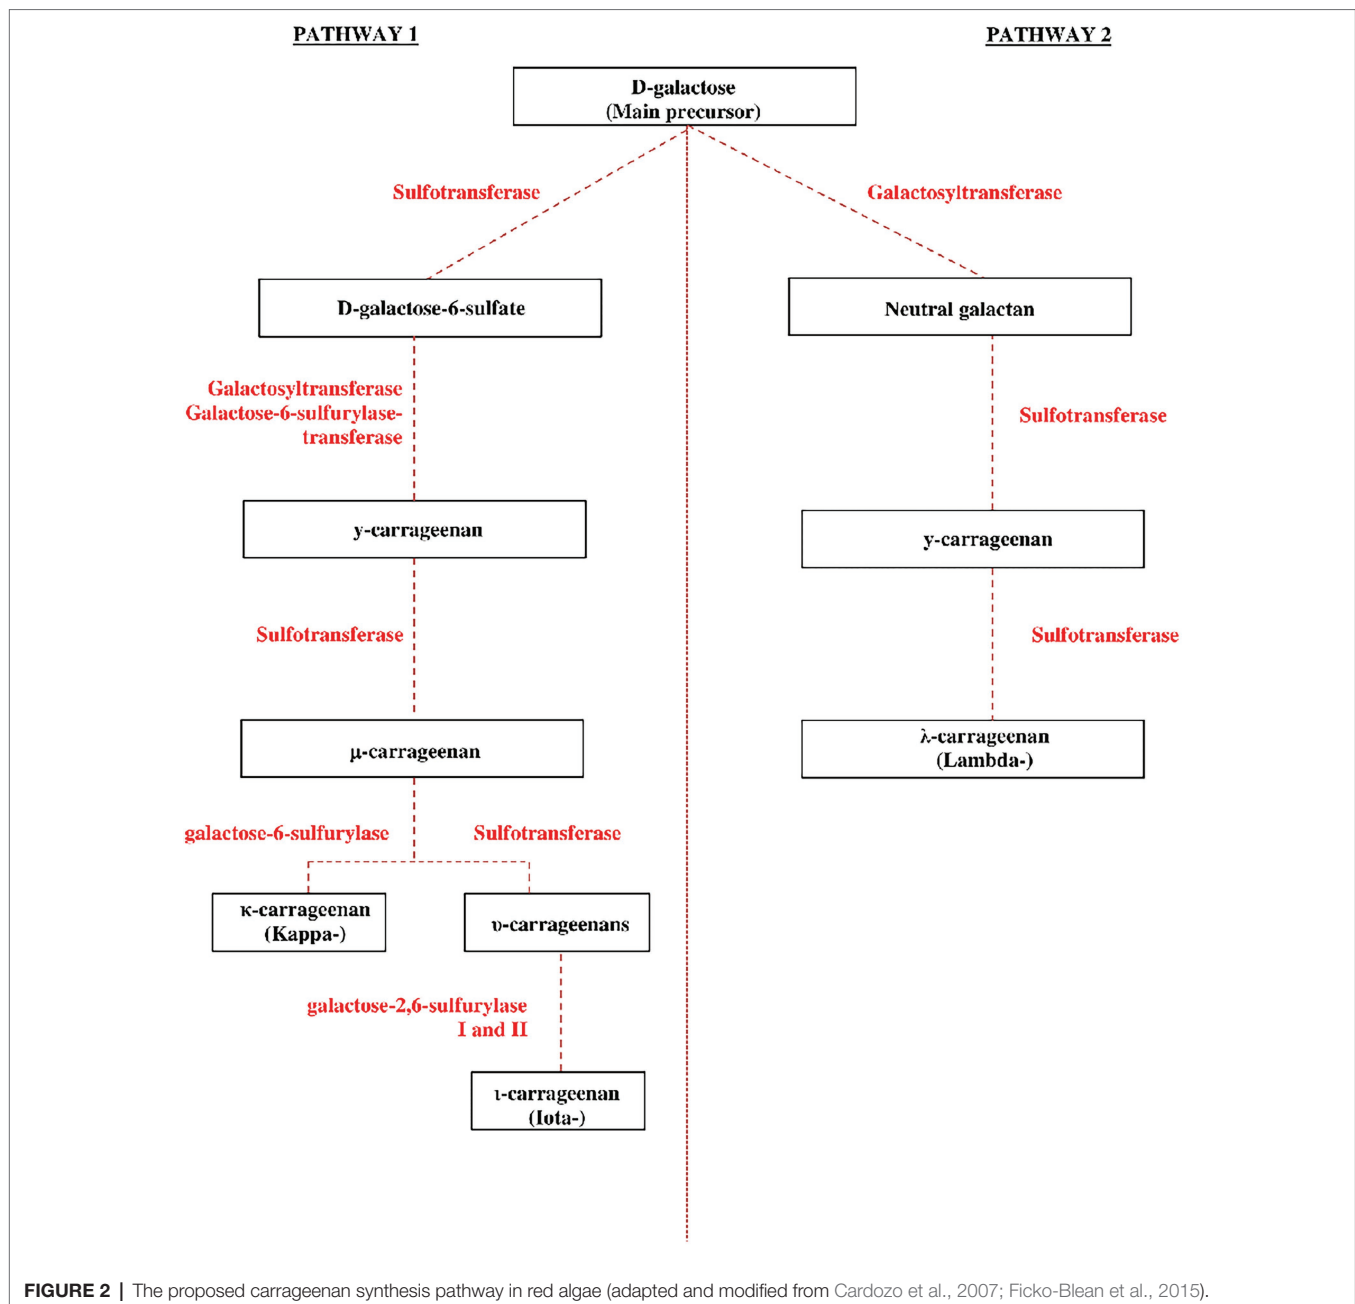 PATHWAY 1
PATHWAY 2
D-galactose
(Main precursor)
Sulfotransferase
Galactosyltransferase
D-galactose-6-sulfate
Neutral galactan
Galactosyltransferase
Galactose-6-sulfurylase-
transferase
Sulfotransferase
y-carrageenan
y-carrageenan
Sulfotransferase
Sulfotransferase
μ-carrageenan
λ-carrageenan
(Lambda-)
galactose-6-sulfurylase
Sulfotransferase
κ-carrageenan
(Kappa-)
υ-carrageenans
galactose-2,6-sulfurylase
I and II
ι-carrageenan
(Iota-)
FIGURE 2 | The proposed carrageenan synthesis pathway in red algae (adapted and modified from Cardozo et al., 2007; Ficko-Blean et al., 2015).